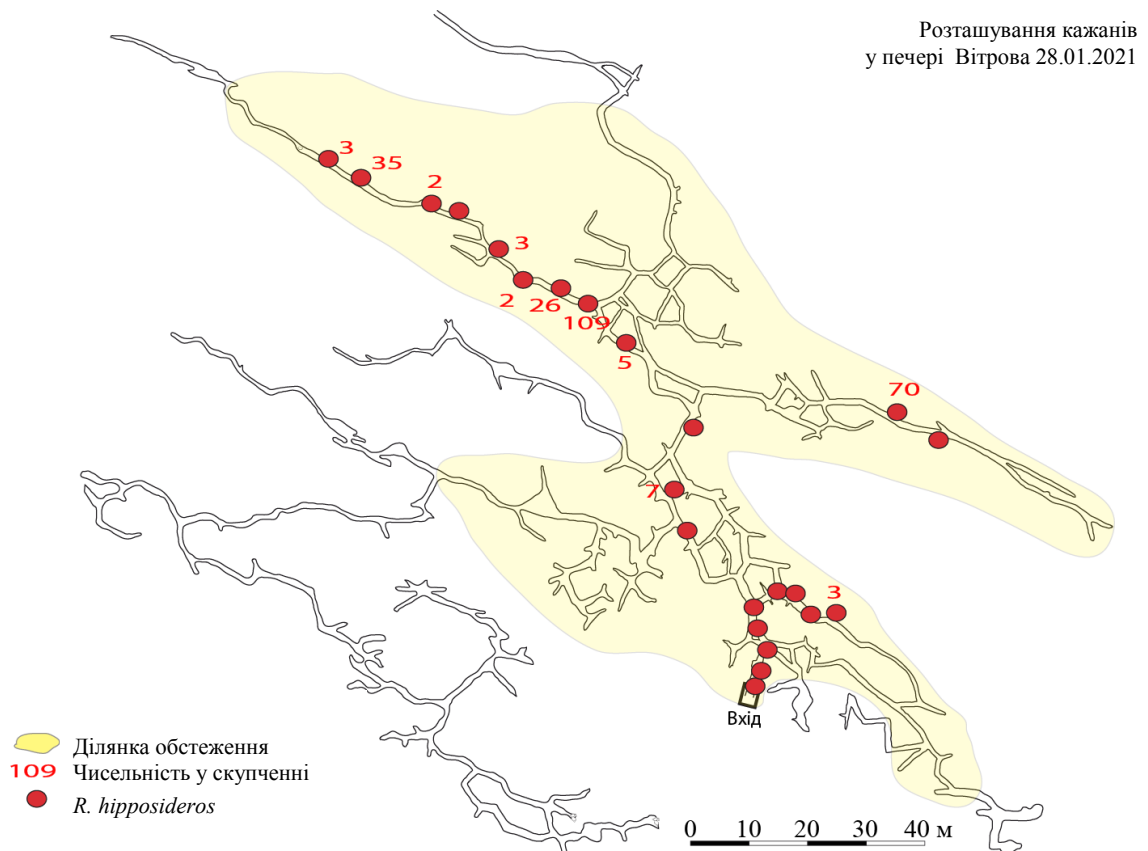 Розташування кажанів
у печері Вітрова 28.01.2021
3
35
2
3
2
26
109
5
70
7
3
Вхід
Ділянка обстеження
109 Чисельність у скупченні
R. hipposideros
0 10 20 30 40 м